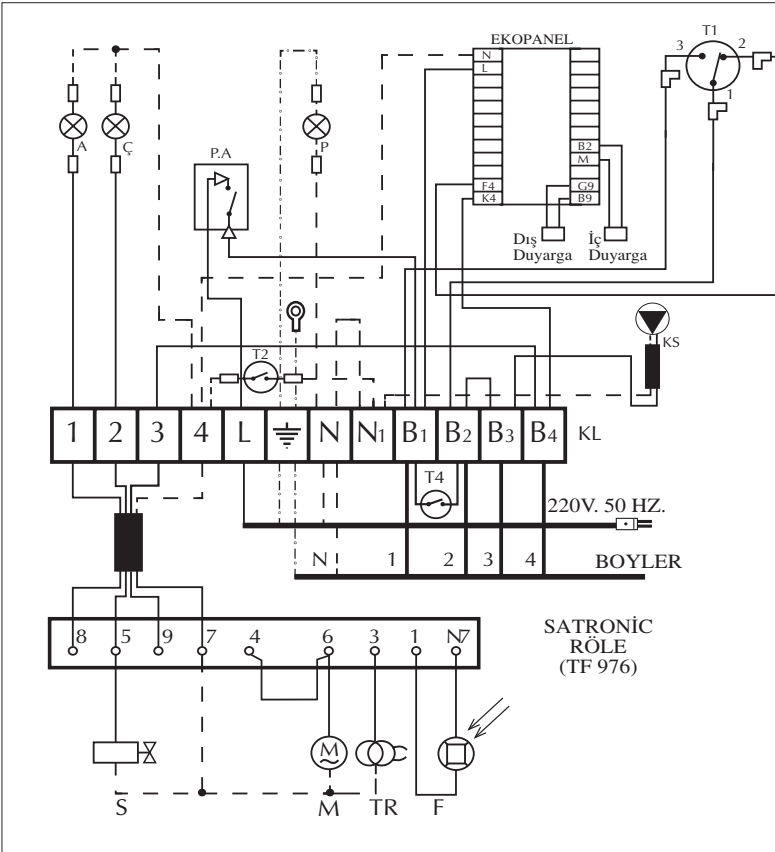 EKOPANEL
T1
N
L
3
2
1
A
Ç
P
P.A
B2
M
F4
K4
G9
B9
Dış
Duyarga
İç
Duyarga
T2
KS
1 2 3 4 L N N1 B1 B2 B3 B4 KL
T4
220V. 50 HZ.
N 1 2 3 4 BOYLER
8 5 9 7 4 6 3 1 N7
SATRONİC
RÖLE
(TF 976)
M
S M TR F